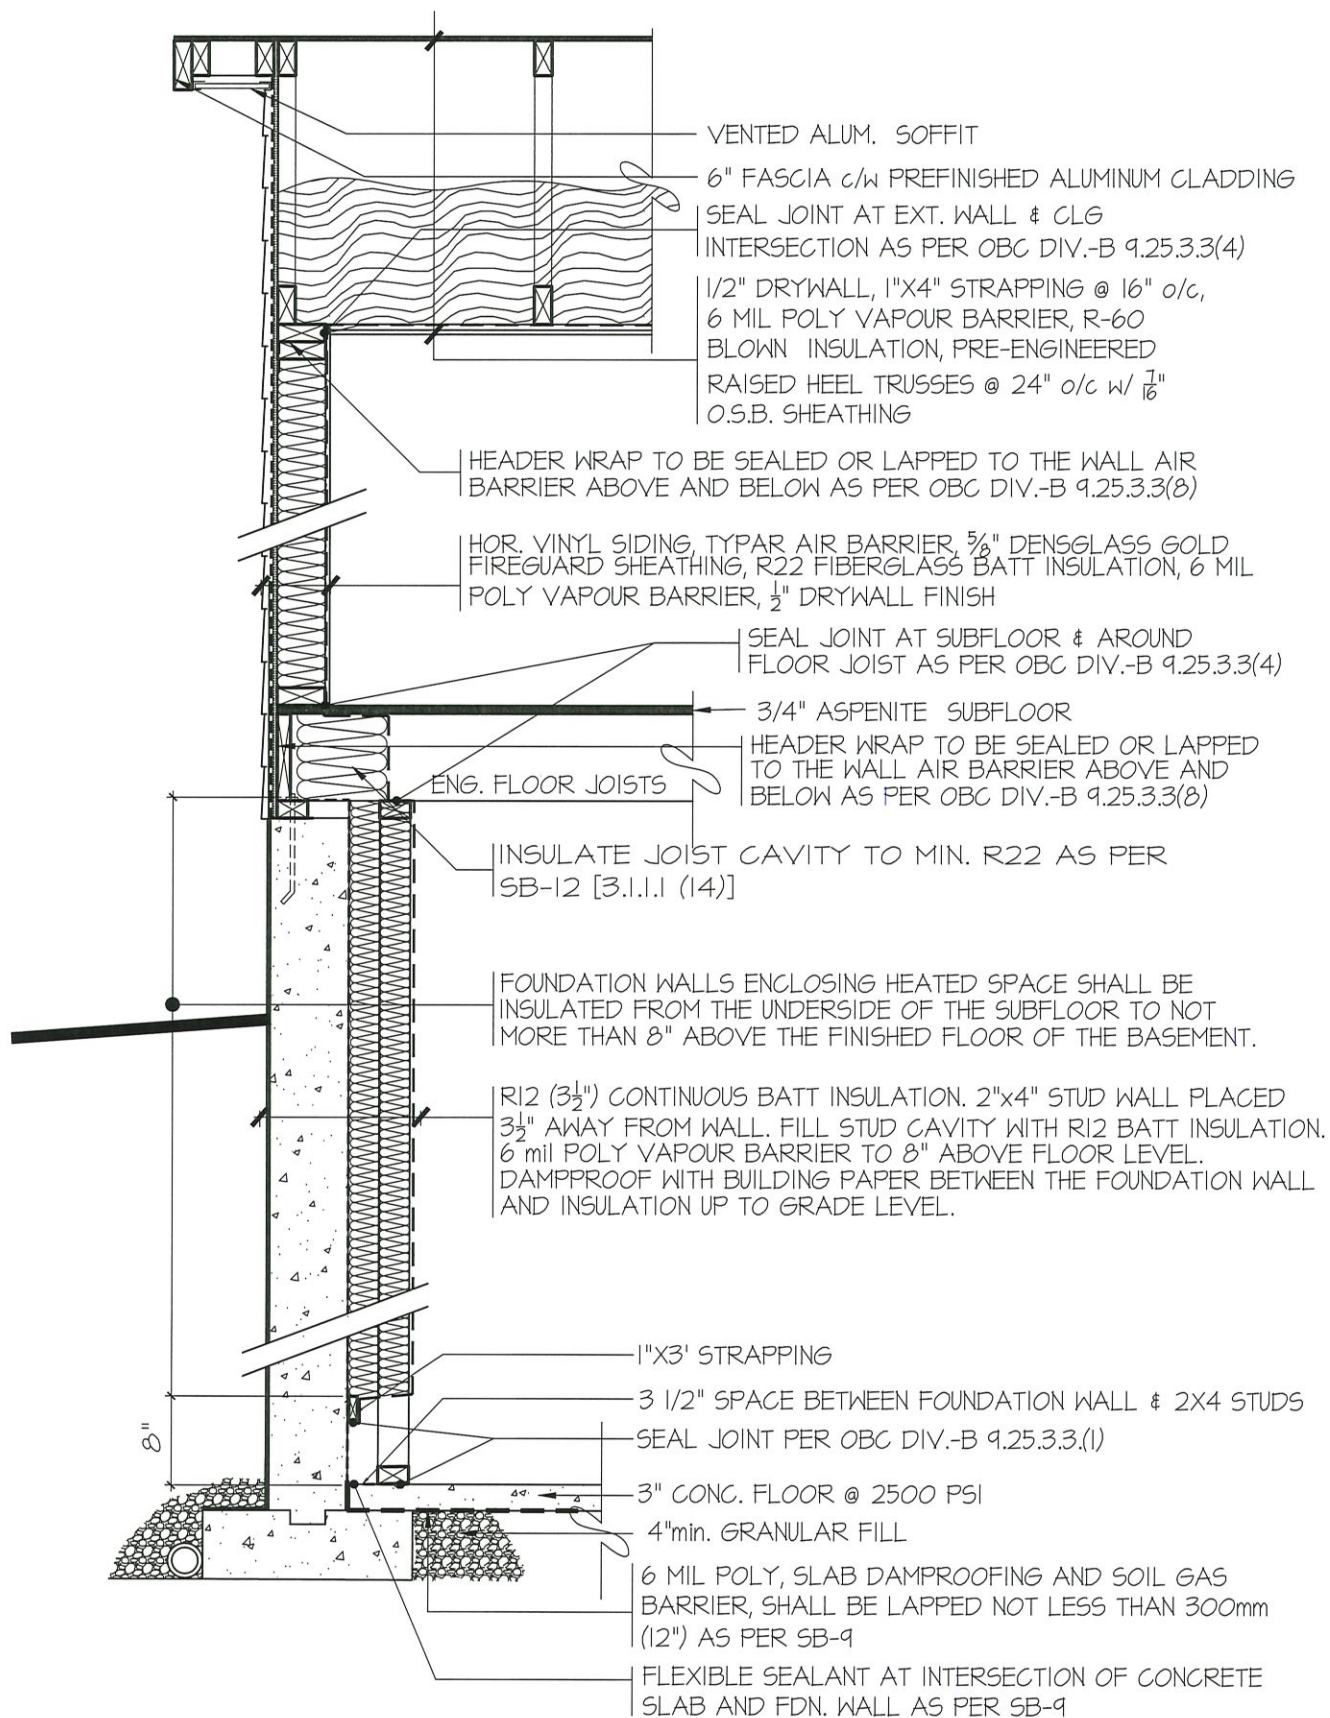 VENTED ALUM. SOFFIT
6" FASCIA c/w PREFINISHED ALUMINUM CLADDING
SEAL JOINT AT EXT. WALL & CLG
INTERSECTION AS PER OBC DIV.-B 9.25.3.3(4)
1/2" DRYWALL, 1"X4" STRAPPING @ 16" o/c,
6 MIL POLY VAPOUR BARRIER, R-60
BLOWN INSULATION, PRE-ENGINEERED
RAISED HEEL TRUSSES @ 24" o/c w/ 7/16"
O.S.B. SHEATHING
HEADER WRAP TO BE SEALED OR LAPPED TO THE WALL AIR
BARRIER ABOVE AND BELOW AS PER OBC DIV.-B 9.25.3.3(8)
HOR. VINYL SIDING, TYPAR AIR BARRIER, 5/8" DENSGLASS GOLD
FIREGUARD SHEATHING, R22 FIBERGLASS BATT INSULATION, 6 MIL
POLY VAPOUR BARRIER, 1/2" DRYWALL FINISH
SEAL JOINT AT SUBFLOOR & AROUND
FLOOR JOIST AS PER OBC DIV.-B 9.25.3.3(4)
3/4" ASPENITE SUBFLOOR
HEADER WRAP TO BE SEALED OR LAPPED
TO THE WALL AIR BARRIER ABOVE AND
BELOW AS PER OBC DIV.-B 9.25.3.3(8)
ENG. FLOOR JOISTS
INSULATE JOIST CAVITY TO MIN. R22 AS PER
SB-12 [3.1.1.1 (14)]
FOUNDATION WALLS ENCLOSING HEATED SPACE SHALL BE
INSULATED FROM THE UNDERSIDE OF THE SUBFLOOR TO NOT
MORE THAN 8" ABOVE THE FINISHED FLOOR OF THE BASEMENT.
R12 (3 1/2") CONTINUOUS BATT INSULATION. 2"x4" STUD WALL PLACED
3 1/2" AWAY FROM WALL. FILL STUD CAVITY WITH R12 BATT INSULATION.
6 mil POLY VAPOUR BARRIER TO 8" ABOVE FLOOR LEVEL.
DAMPPROOF WITH BUILDING PAPER BETWEEN THE FOUNDATION WALL
AND INSULATION UP TO GRADE LEVEL.
1"X3' STRAPPING
3 1/2" SPACE BETWEEN FOUNDATION WALL & 2X4 STUDS
8"
SEAL JOINT PER OBC DIV.-B 9.25.3.3.(1)
3" CONC. FLOOR @ 2500 PSI
4"min. GRANULAR FILL
6 MIL POLY, SLAB DAMPROOFING AND SOIL GAS
BARRIER, SHALL BE LAPPED NOT LESS THAN 300mm
(12") AS PER SB-9
FLEXIBLE SEALANT AT INTERSECTION OF CONCRETE
SLAB AND FDN. WALL AS PER SB-9